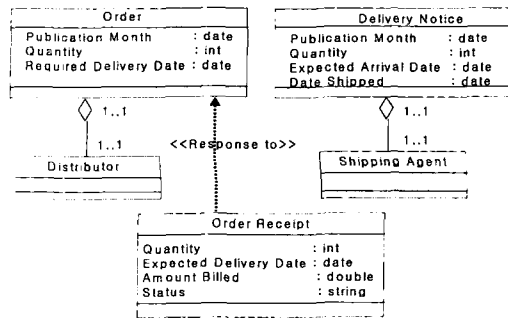 Order
Publication Month : date
Quantity : int
Required Delivery Date : date
Delivery Notice
Publication Month : date
Quantity : int
Expected Arrival Date : date
Date Shipped : date
1..1
1..1
1..1
1..1
<<Response to>>
Distributor
Shipping Agent
Order Receipt
Quantity : int
Expected Delivery Date : date
Amount Billed : double
Status : string